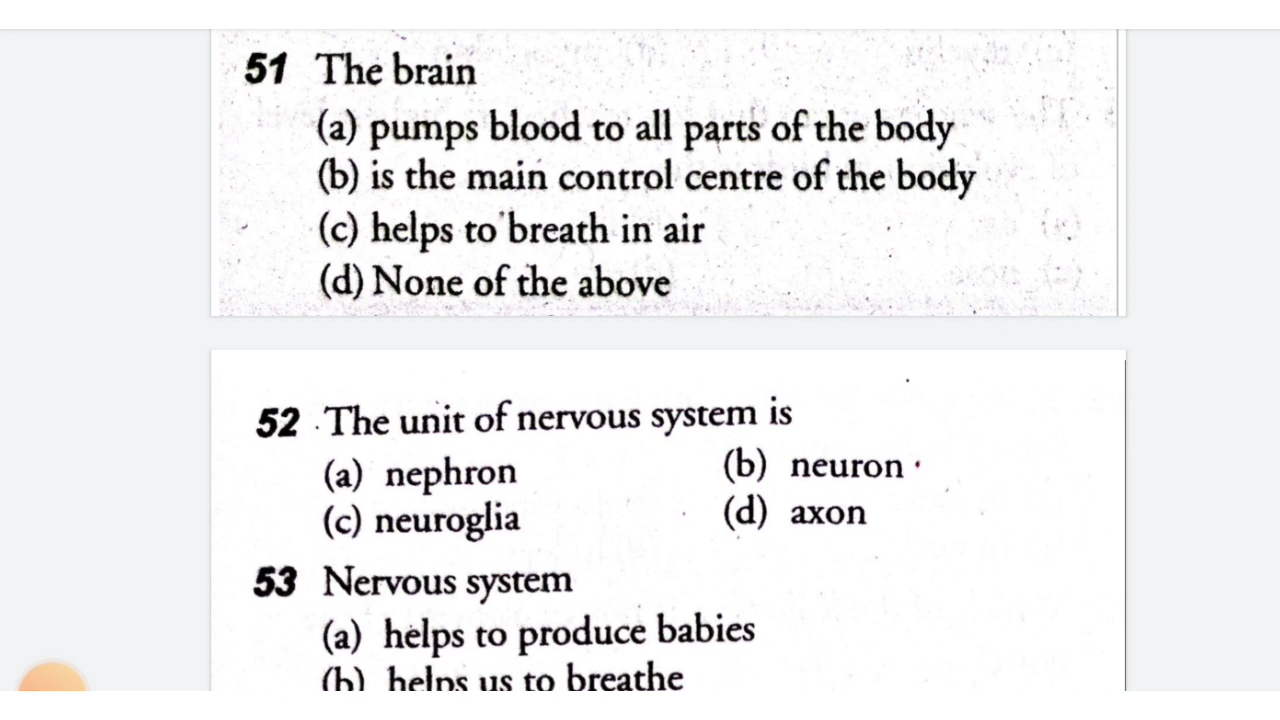 51 The brain
(a) pumps blood to all parts of the body
(b) is the main control centre of the body
(c) helps to breath in air
(d) None of the above
52 The unit of nervous system is
(a) nephron (b) neuron
(c) neuroglia (d) axon
53 Nervous system
(a) helps to produce babies
(b) helps us to breathe